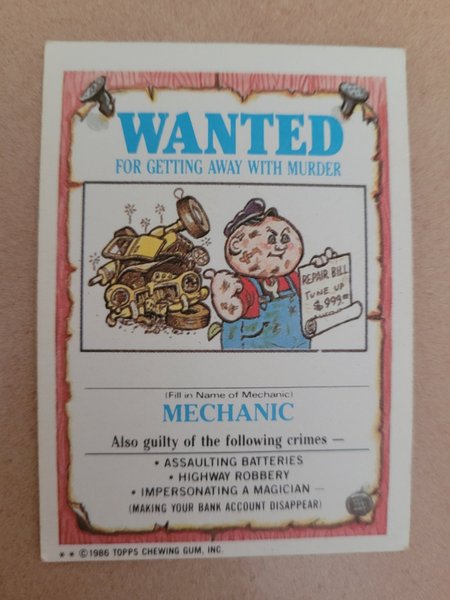 WANTED
FOR GETTING AWAY WITH MURDER
REPAIR BILL
TUNE UP
$999.00
(Fill in Name of Mechanic)
MECHANIC
Also guilty of the following crimes —
• ASSAULTING BATTERIES
• HIGHWAY ROBBERY
• IMPERSONATING A MAGICIAN —
(MAKING YOUR BANK ACCOUNT DISAPPEAR)
** © 1986 TOPPS CHEWING GUM, INC.